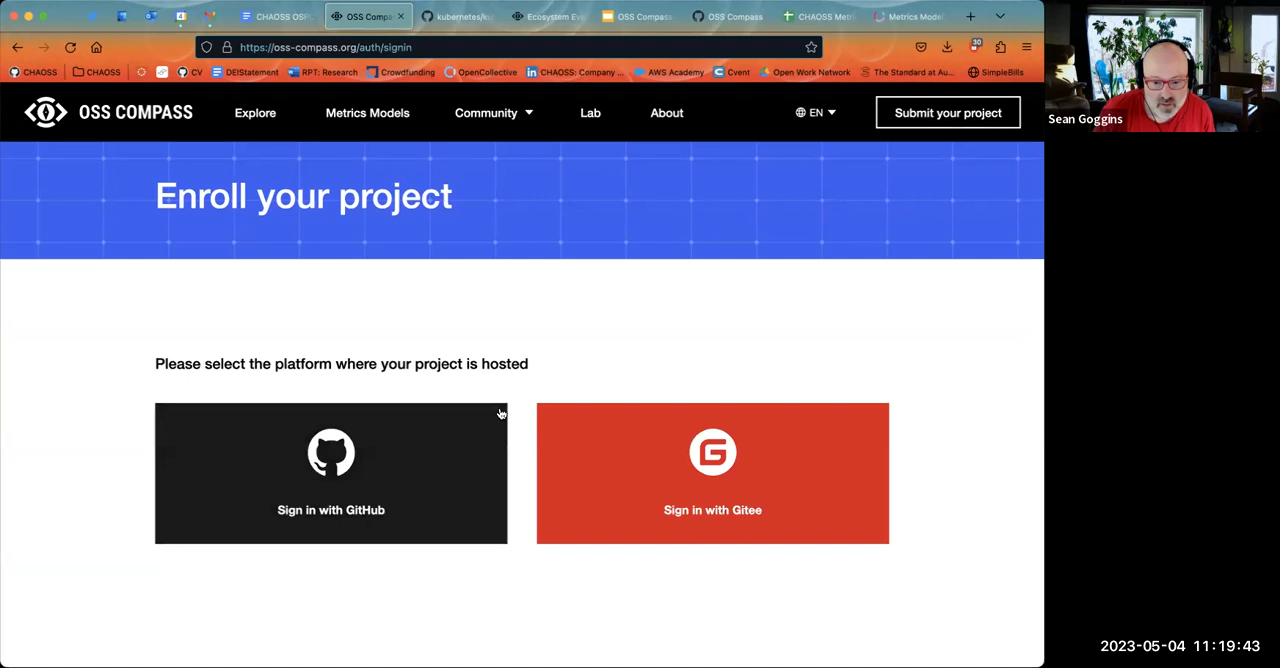 CHAOSS OSP
OSS Compa
kubernetes/ku
Ecosystem Eve
OSS Compass
OSS Compass
CHAOSS Metri
Metrics Model
https://oss-compass.org/auth/signin
30
CHAOSS
CHAOSS
CV
DEIStatement
RPT: Research
Crowdfunding
OpenCollective
CHAOSS: Company ...
AWS Academy
Cvent
Open Work Network
The Standard at Au...
SimpleBills
OSS COMPASS
Explore
Metrics Models
Community
Lab
About
EN
Submit your project
Sean Goggins
Enroll your project
Please select the platform where your project is hosted
Sign in with GitHub
G
Sign in with Gitee
2023-05-04 11:19:43